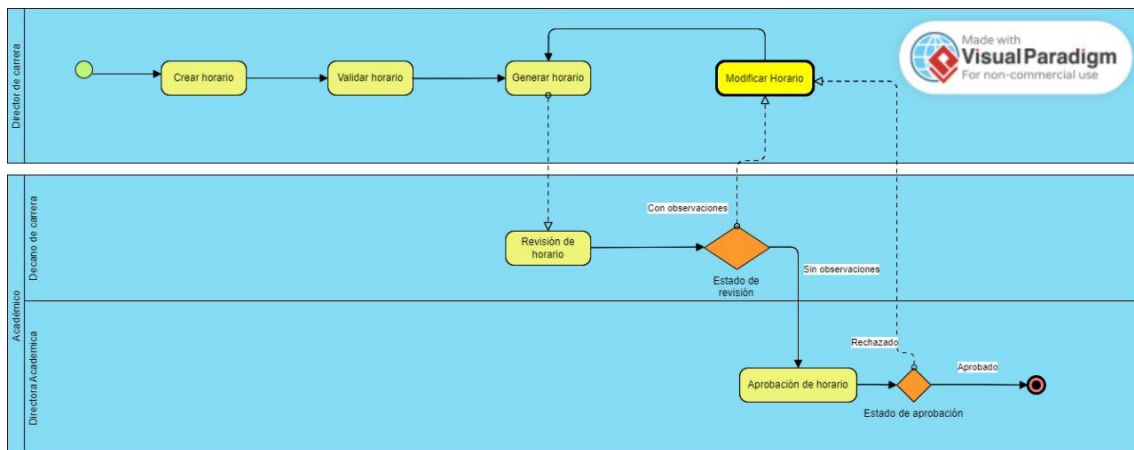 Director de carrera
Crear horario
Validar horario
Generar horario
Modificar Horario
Made with
VisualParadigm
For non-commercial use
Académico
Decano de carrera
Con observaciones
Revisión de
horario
Estado de
revisión
Sin observaciones
Directora Academica
Rechazado
Aprobación de horario
Estado de aprobación
Aprobado